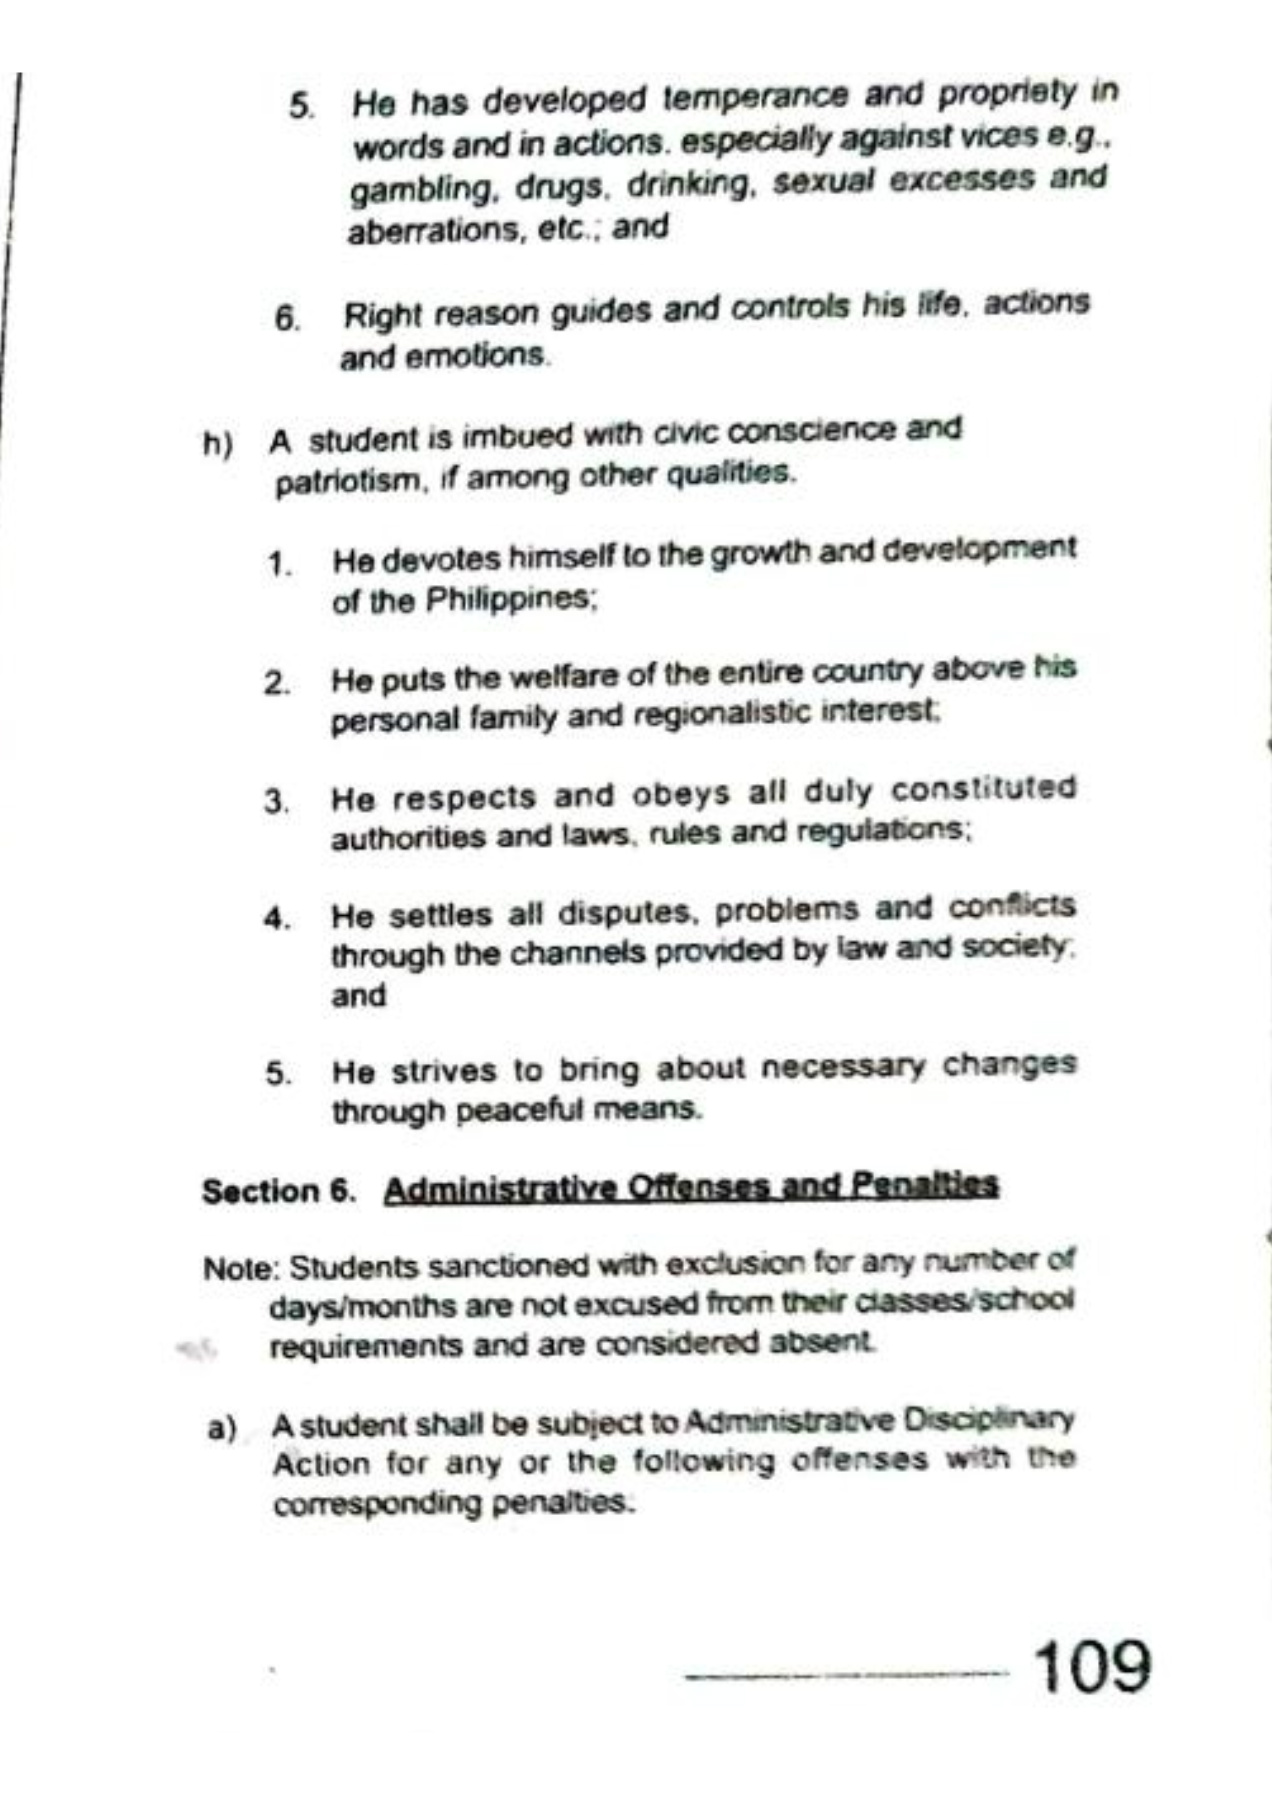 5. He has developed temperance and propriety in
words and in actions. especially against vices e.g.,
gambling, drugs, drinking, sexual excesses and
aberrations, etc.; and
6. Right reason guides and controls his life, actions
and emotions.
h) A student is imbued with civic conscience and
patriotism, if among other qualities.
1. He devotes himself to the growth and development
of the Philippines;
2. He puts the welfare of the entire country above his
personal family and regionalistic interest;
3. He respects and obeys all duly constituted
authorities and laws, rules and regulations;
4. He settles all disputes, problems and conflicts
through the channels provided by law and society;
and
5. He strives to bring about necessary changes
through peaceful means.
Section 6. Administrative Offenses and Penalties
Note: Students sanctioned with exclusion for any number of
days/months are not excused from their classes/school
requirements and are considered absent.
a) A student shall be subject to Administrative Disciplinary
Action for any or the following offenses with the
corresponding penalties.
109